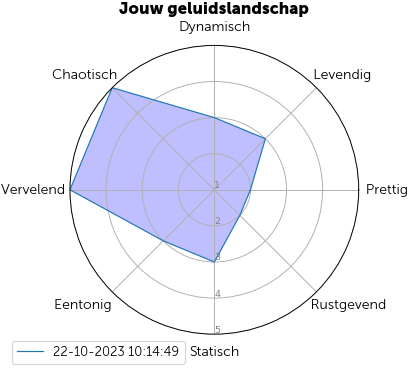 Jouw geluidslandschap
Dynamisch
Chaotisch
Levendig
Vervelend
1
Prettig
2
3
4
Eentonig
Rustgevend
5
22-10-2023 10:14:49
Statisch